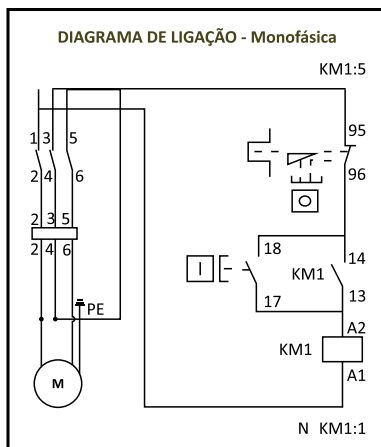 DIAGRAMA DE LIGAÇÃO - Monofásica
KM1:5
1 3 5
95
96
2 4 6
O
2 3 5
18
14
I
KM1
2 4 6
17
13
PE
A2
KM1
M
A1
N KM1:1